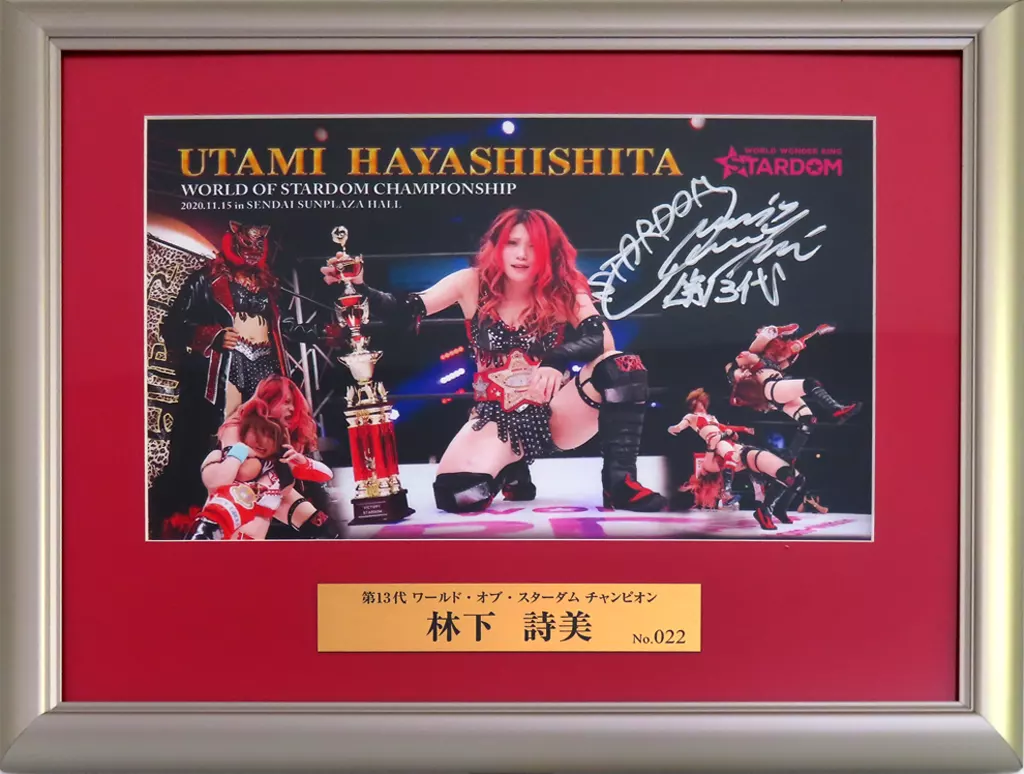 UTAMI HAYASHISHITA
WORLD OF STARDOM CHAMPIONSHIP
2020.11.15 in SENDAI SUNPLAZA HALL
WORLD WONDER RING
STARDOM
STARDOM
第13代
第13代 ワールド・オブ・スターダム チャンピオン
林下 詩美
No.022